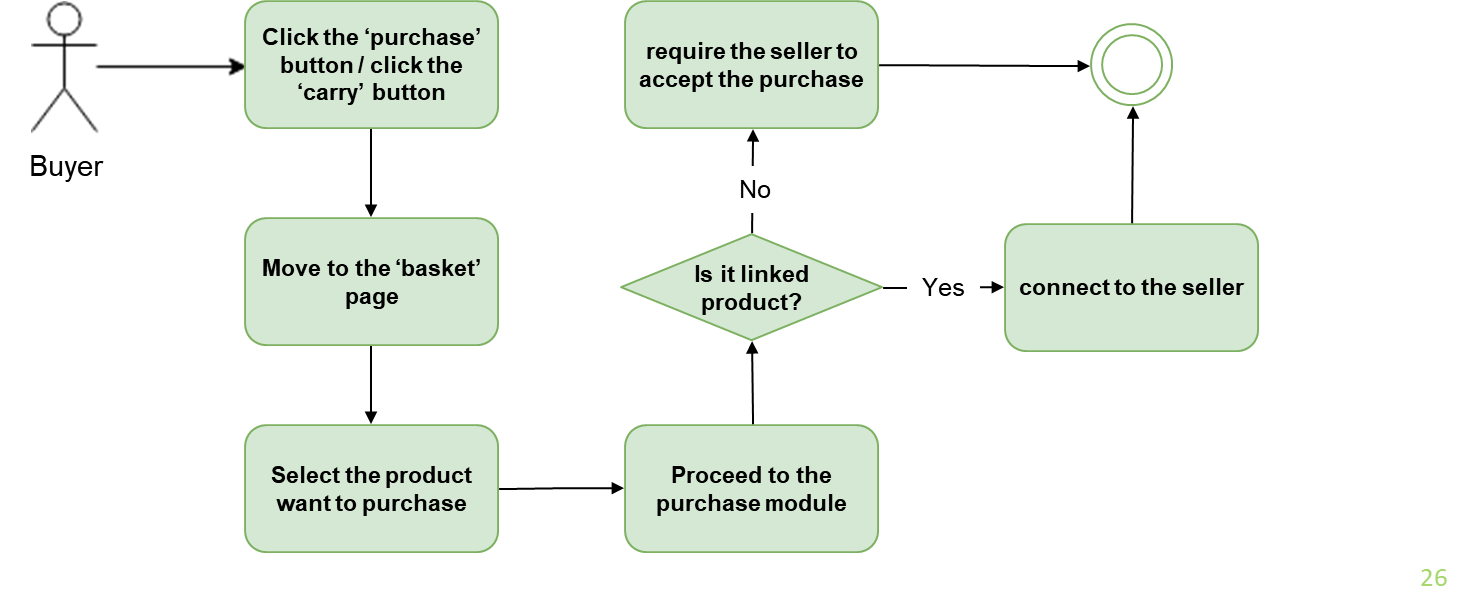 Buyer
Click the ‘purchase’
button / click the
‘carry’ button
Move to the ‘basket’
page
Select the product
want to purchase
Proceed to the
purchase module
Is it linked
product?
No
require the seller to
accept the purchase
Yes
connect to the seller
26